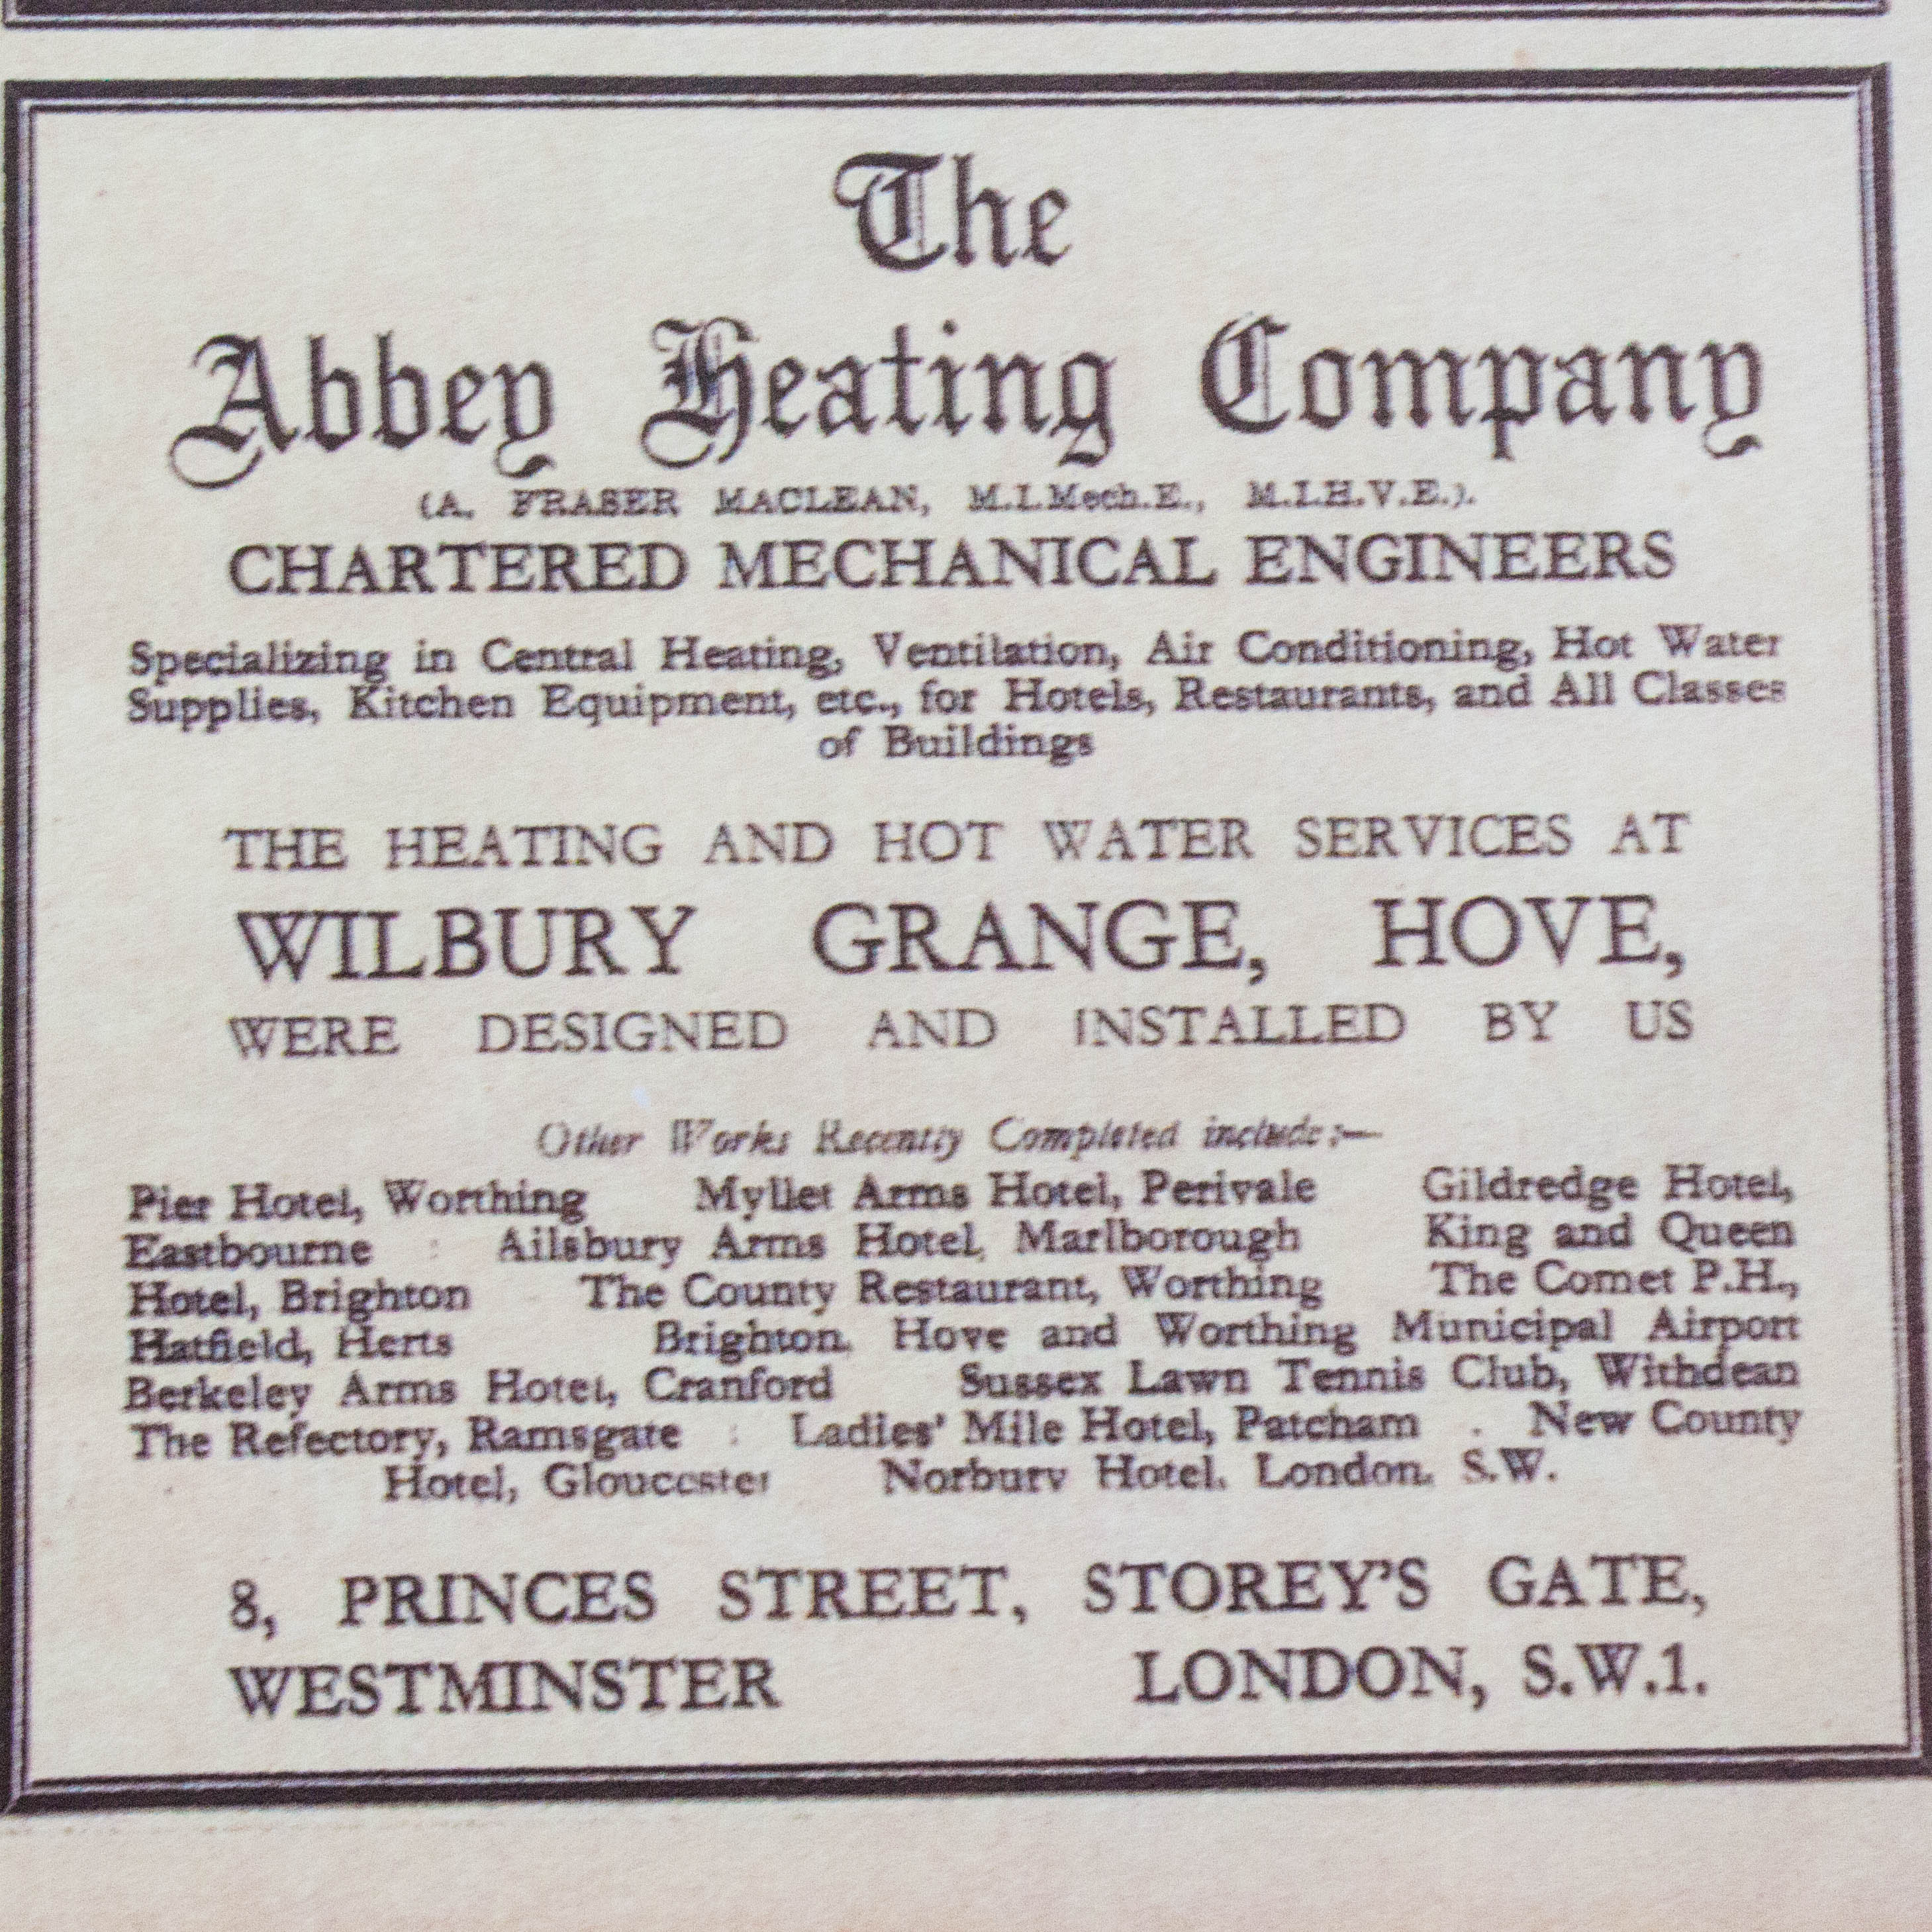 The
Abbey Heating Company
(A. FRASER MACLEAN, M.I.Mech.E., M.I.H.V.E.).
CHARTERED MECHANICAL ENGINEERS
Specializing in Central Heating, Ventilation, Air Conditioning, Hot Water
Supplies, Kitchen Equipment, etc., for Hotels, Restaurants, and All Classes
of Buildings
THE HEATING AND HOT WATER SERVICES AT
WILBURY GRANGE, HOVE,
WERE DESIGNED AND INSTALLED BY US
Other Works Recently Completed include:—
Pier Hotel, Worthing Myllet Arms Hotel, Perivale Gildredge Hotel,
Eastbourne : Ailsbury Arms Hotel, Marlborough King and Queen
Hotel, Brighton The County Restaurant, Worthing The Comet P.H.,
Hatfield, Herts Brighton, Hove and Worthing Municipal Airport
Berkeley Arms Hotel, Cranford Sussex Lawn Tennis Club, Withdean
The Refectory, Ramsgate : Ladies' Mile Hotel, Patcham . New County
Hotel, Gloucester Norbury Hotel, London, S.W.
8, PRINCES STREET, STOREY'S GATE,
WESTMINSTER LONDON, S.W.1.